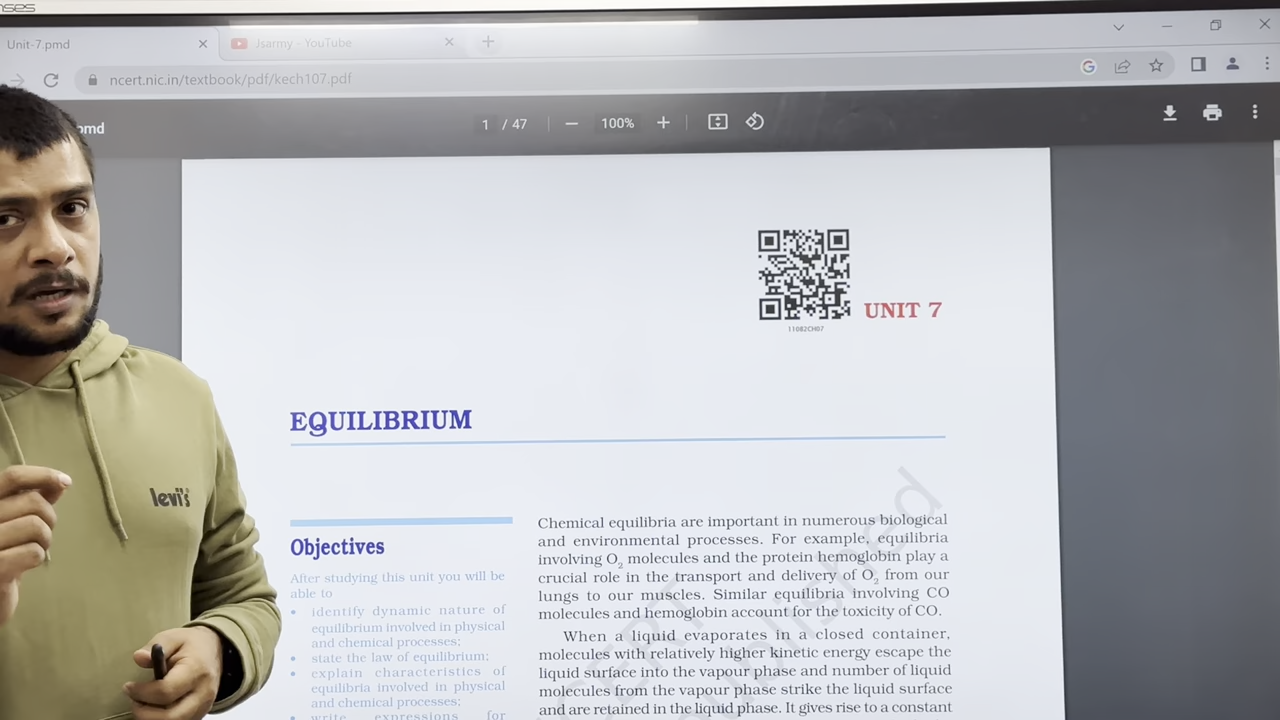 Unit-7.pmd
Jsarmy - YouTube
ncert.nic.in/textbook/pdf/kech107.pdf
1 / 47
100%
UNIT 7
11082CH07
EQUILIBRIUM
levi's
Objectives
After studying this unit you will be
able to
• identify dynamic nature of
equilibrium involved in physical
and chemical processes;
• state the law of equilibrium;
• explain characteristics of
equilibria involved in physical
and chemical processes;
• write expressions for
Chemical equilibria are important in numerous biological
and environmental processes. For example, equilibria
involving O₂ molecules and the protein hemoglobin play a
crucial role in the transport and delivery of O₂ from our
lungs to our muscles. Similar equilibria involving CO
molecules and hemoglobin account for the toxicity of CO.
When a liquid evaporates in a closed container,
molecules with relatively higher kinetic energy escape the
liquid surface into the vapour phase and number of liquid
molecules from the vapour phase strike the liquid surface
and are retained in the liquid phase. It gives rise to a constant